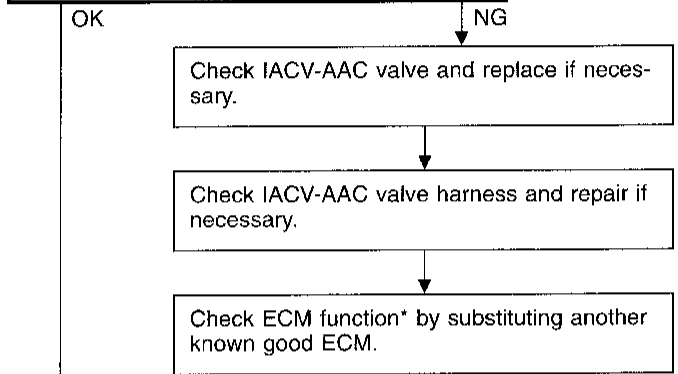 OK
NG
Check IACV-AAC valve and replace if neces-
sary.
Check IACV-AAC valve harness and repair if
necessary.
Check ECM function* by substituting another
known good ECM.